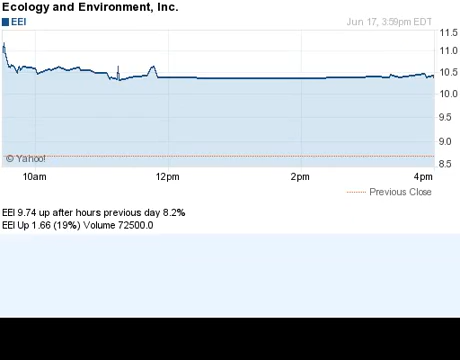 Ecology and Environment, Inc.
EEI
Jun 17, 3:59pm EDT
11.5
11.0
10.5
10.0
9.5
9.0
8.5
© Yahoo!
10am 12pm 2pm 4pm
Previous Close
EEI 9.74 up after hours previous day 8.2%
EEI Up 1.66 (19%) Volume 72500.0